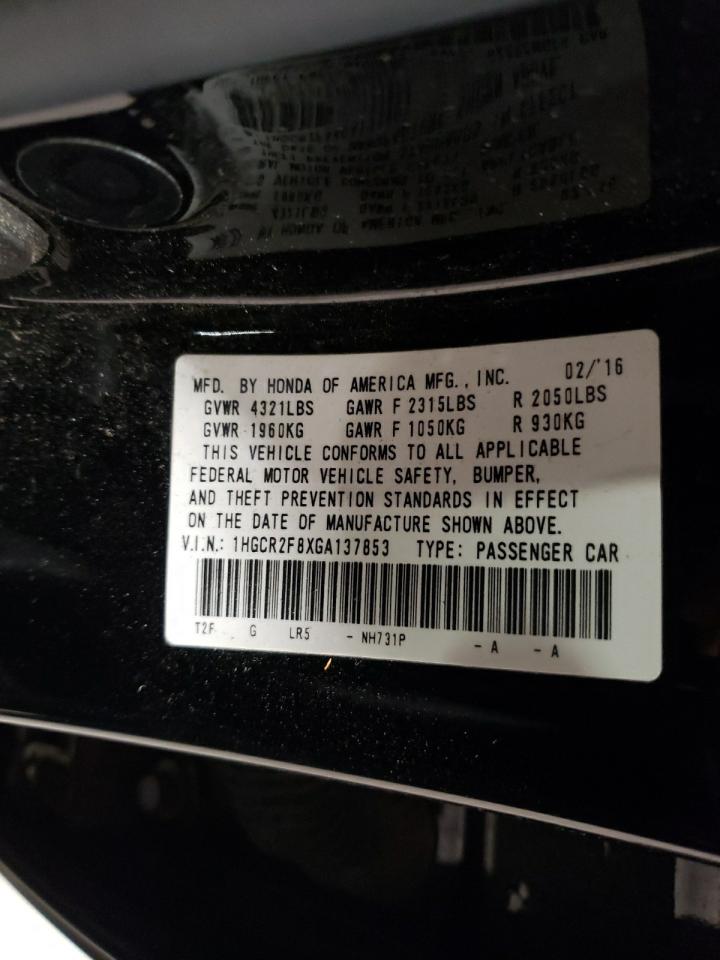 MFD. BY HONDA OF AMERICA MFG., INC. 02/'16
GVWR 4321LBS GAWR F 2315LBS R 2050LBS
GVWR 1960KG GAWR F 1050KG R 930KG
THIS VEHICLE CONFORMS TO ALL APPLICABLE
FEDERAL MOTOR VEHICLE SAFETY, BUMPER,
AND THEFT PREVENTION STANDARDS IN EFFECT
ON THE DATE OF MANUFACTURE SHOWN ABOVE.
V.I.N.: 1HGCR2F8XGA137853 TYPE: PASSENGER CAR
T2F G LR5 - NH731P - A - A